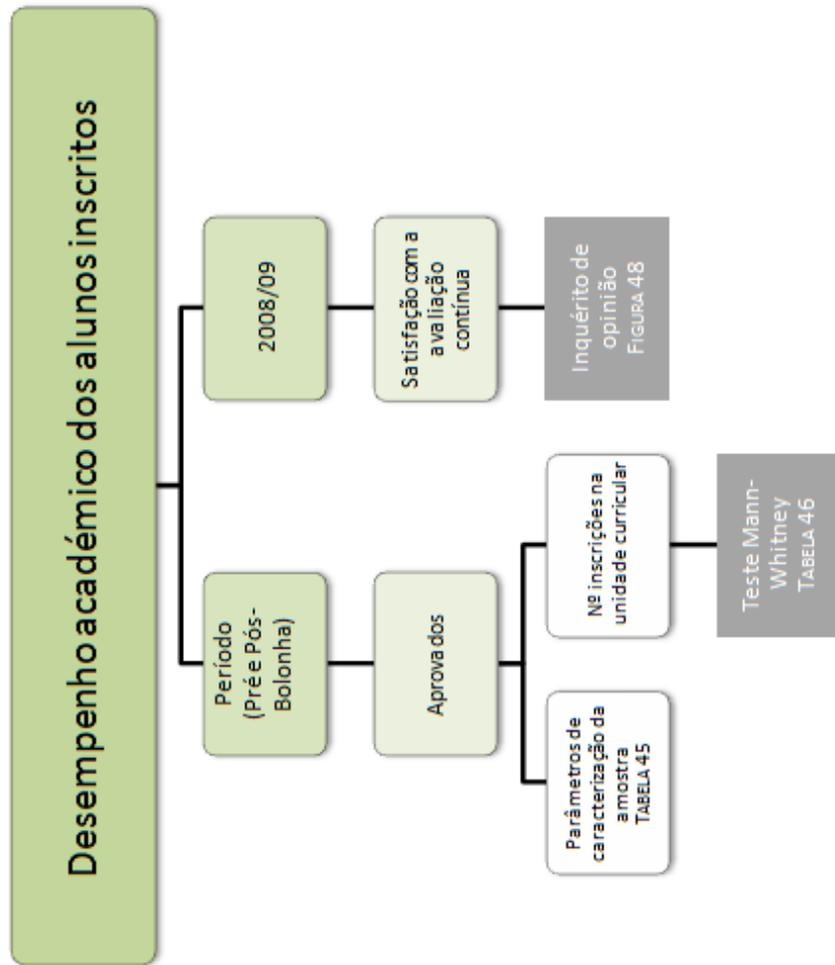 Desempenho académico dos alunos inscritos
Período
(Pré e Pós-
Bolonha)
2008/09
Aprovados
Satisfação com a
avaliação
contínua
Parâmetros de
caracterização da
amostra
TABELA 45
Nº inscrições na
unidade curricular
Inquérito de
opinião
FIGURA 48
Teste Mann-
Whitney
TABELA 46